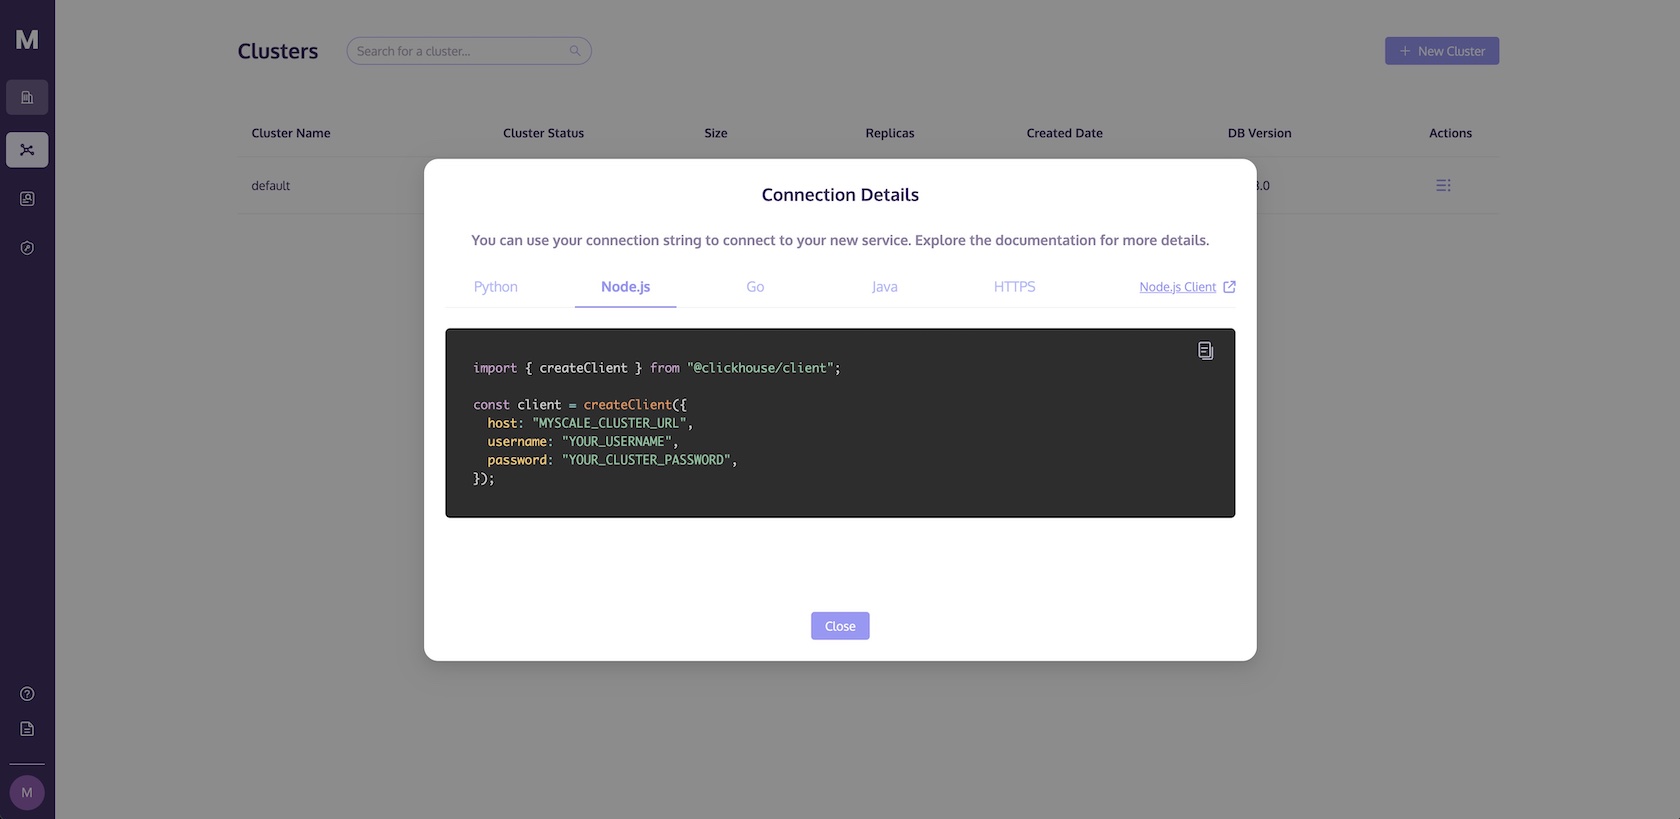 M
Clusters
Search for a cluster...
+ New Cluster
Cluster Name Cluster Status Size Replicas Created Date DB Version Actions
default
3.0
Connection Details
You can use your connection string to connect to your new service. Explore the documentation for more details.
Python Node.js Go Java HTTPS Node.js Client
import { createClient } from "@clickhouse/client";
const client = createClient({
host: "MYSCALE_CLUSTER_URL",
username: "YOUR_USERNAME",
password: "YOUR_CLUSTER_PASSWORD",
});
Close
M